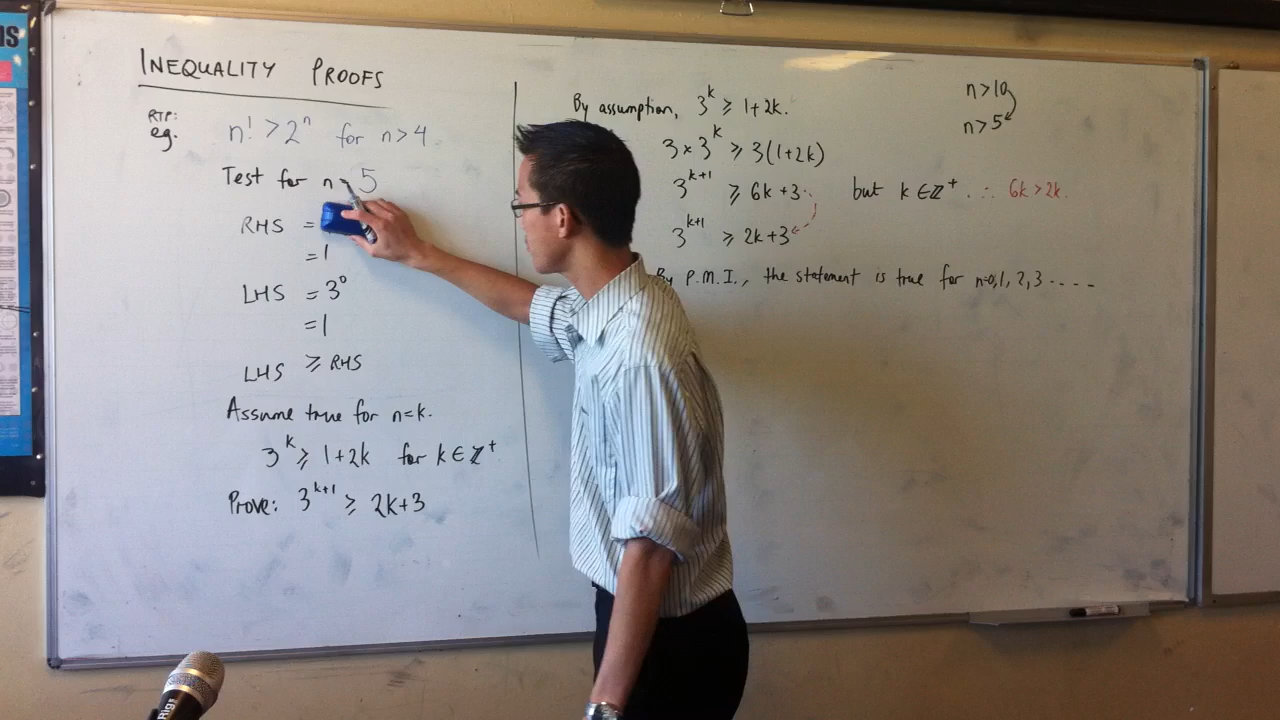 INEQUALITY PROOFS
RTP:
eg. n! > 2ⁿ for n > 4.
Test for n = 5
RHS =
= 1
LHS = 3⁰
= 1
LHS ⩾ RHS
Assume true for n=k.
3ᵏ ⩾ 1+2k for k ∈ ℤ⁺
Prove: 3ᵏ⁺¹ ⩾ 2k+3
By assumption, 3ᵏ ⩾ 1+2k.
3 × 3ᵏ ⩾ 3(1+2k)
3ᵏ⁺¹ ⩾ 6k+3 but k ∈ ℤ⁺. ∴ 6k > 2k.
3ᵏ⁺¹ ⩾ 2k+3
By P.M.I., the statement is true for n=0,1,2,3 ----
n>10
n>5